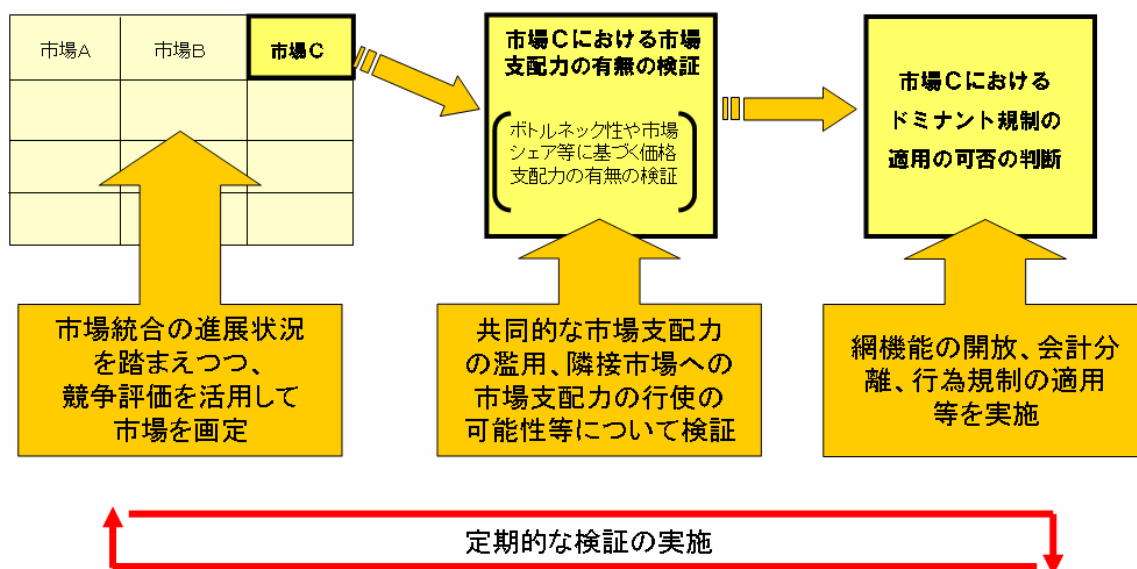 市場A
市場B
市場C
市場Cにおける市場
支配力の有無の検証
ボトルネック性や市場
シェア等に基づく価格
支配力の有無の検証
市場Cにおける
ドミナント規制の
適用の可否の判断
市場統合の進展状況
を踏まえつつ、
競争評価を活用して
市場を画定
共同的な市場支配力
の濫用、隣接市場への
市場支配力の行使の
可能性等について検証
網機能の開放、会計分
離、行為規制の適用
等を実施
定期的な検証の実施